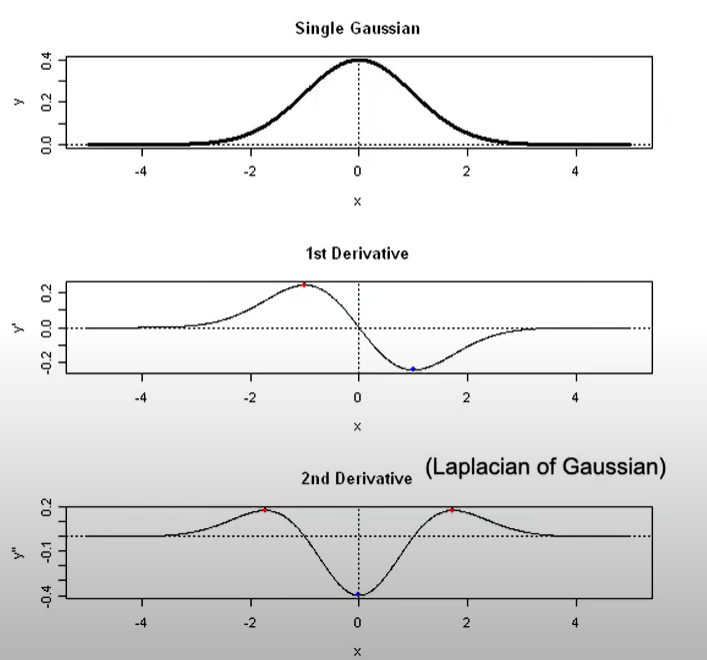 Single Gaussian
y
0.4
0.2
0.0
-4 -2 0 2 4
x
1st Derivative
y'
0.2
0.0
-0.2
-4 -2 0 2 4
x
2nd Derivative (Laplacian of Gaussian)
y''
0.2
-0.1
-0.4
-4 -2 0 2 4
x